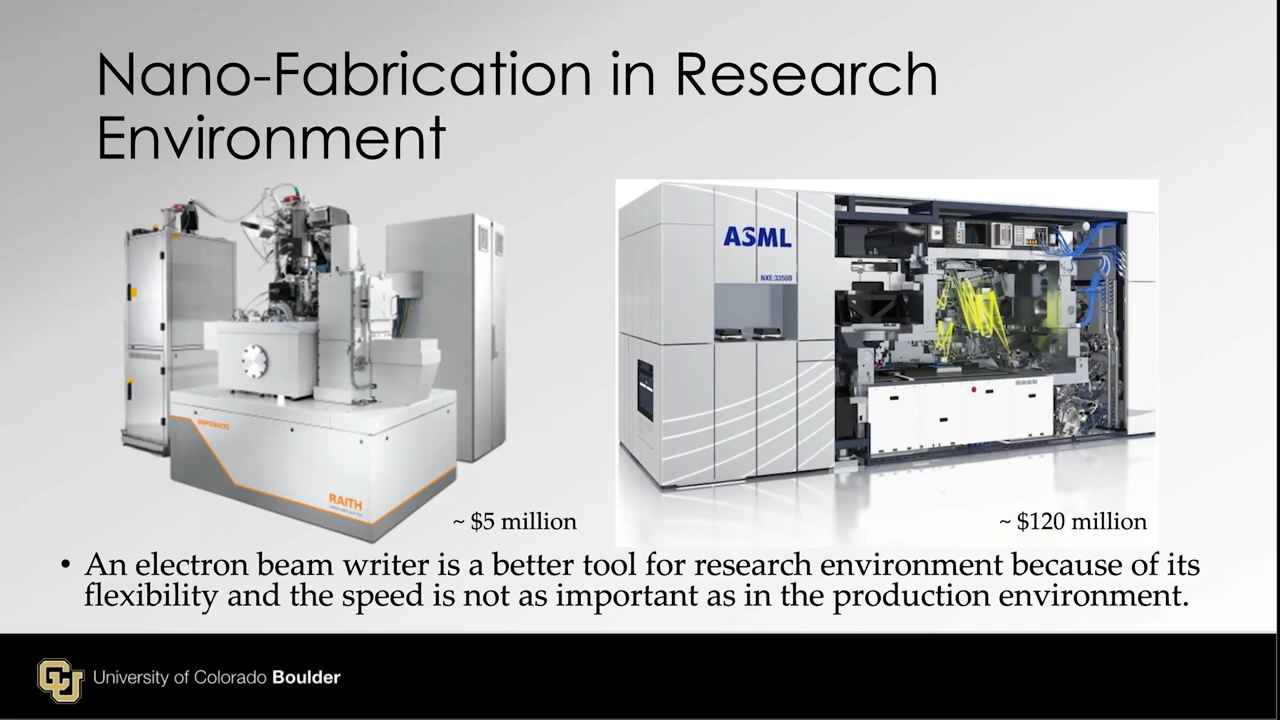 Nano-Fabrication in Research
Environment
ASML
NXE:3350B
RAITH
~ $5 million
~ $120 million
• An electron beam writer is a better tool for research environment because of its
flexibility and the speed is not as important as in the production environment.
CU
University of Colorado Boulder